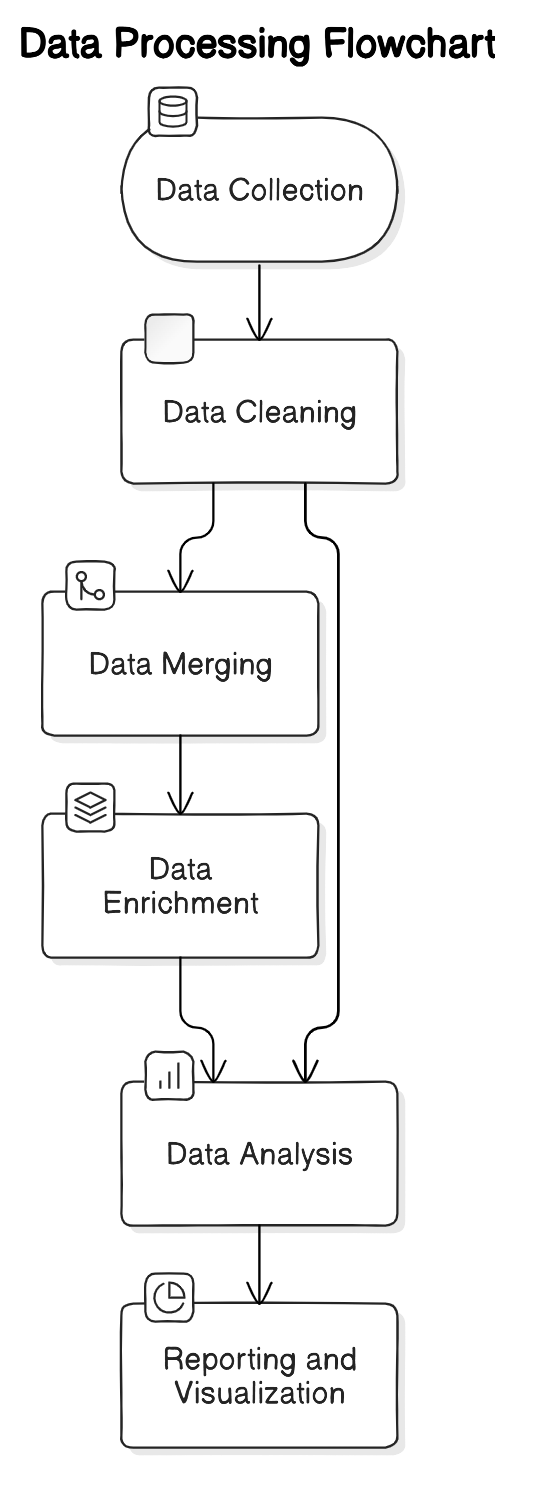 Data Processing Flowchart
Data Collection
Data Cleaning
Data Merging
Data
Enrichment
Data Analysis
Reporting and
Visualization